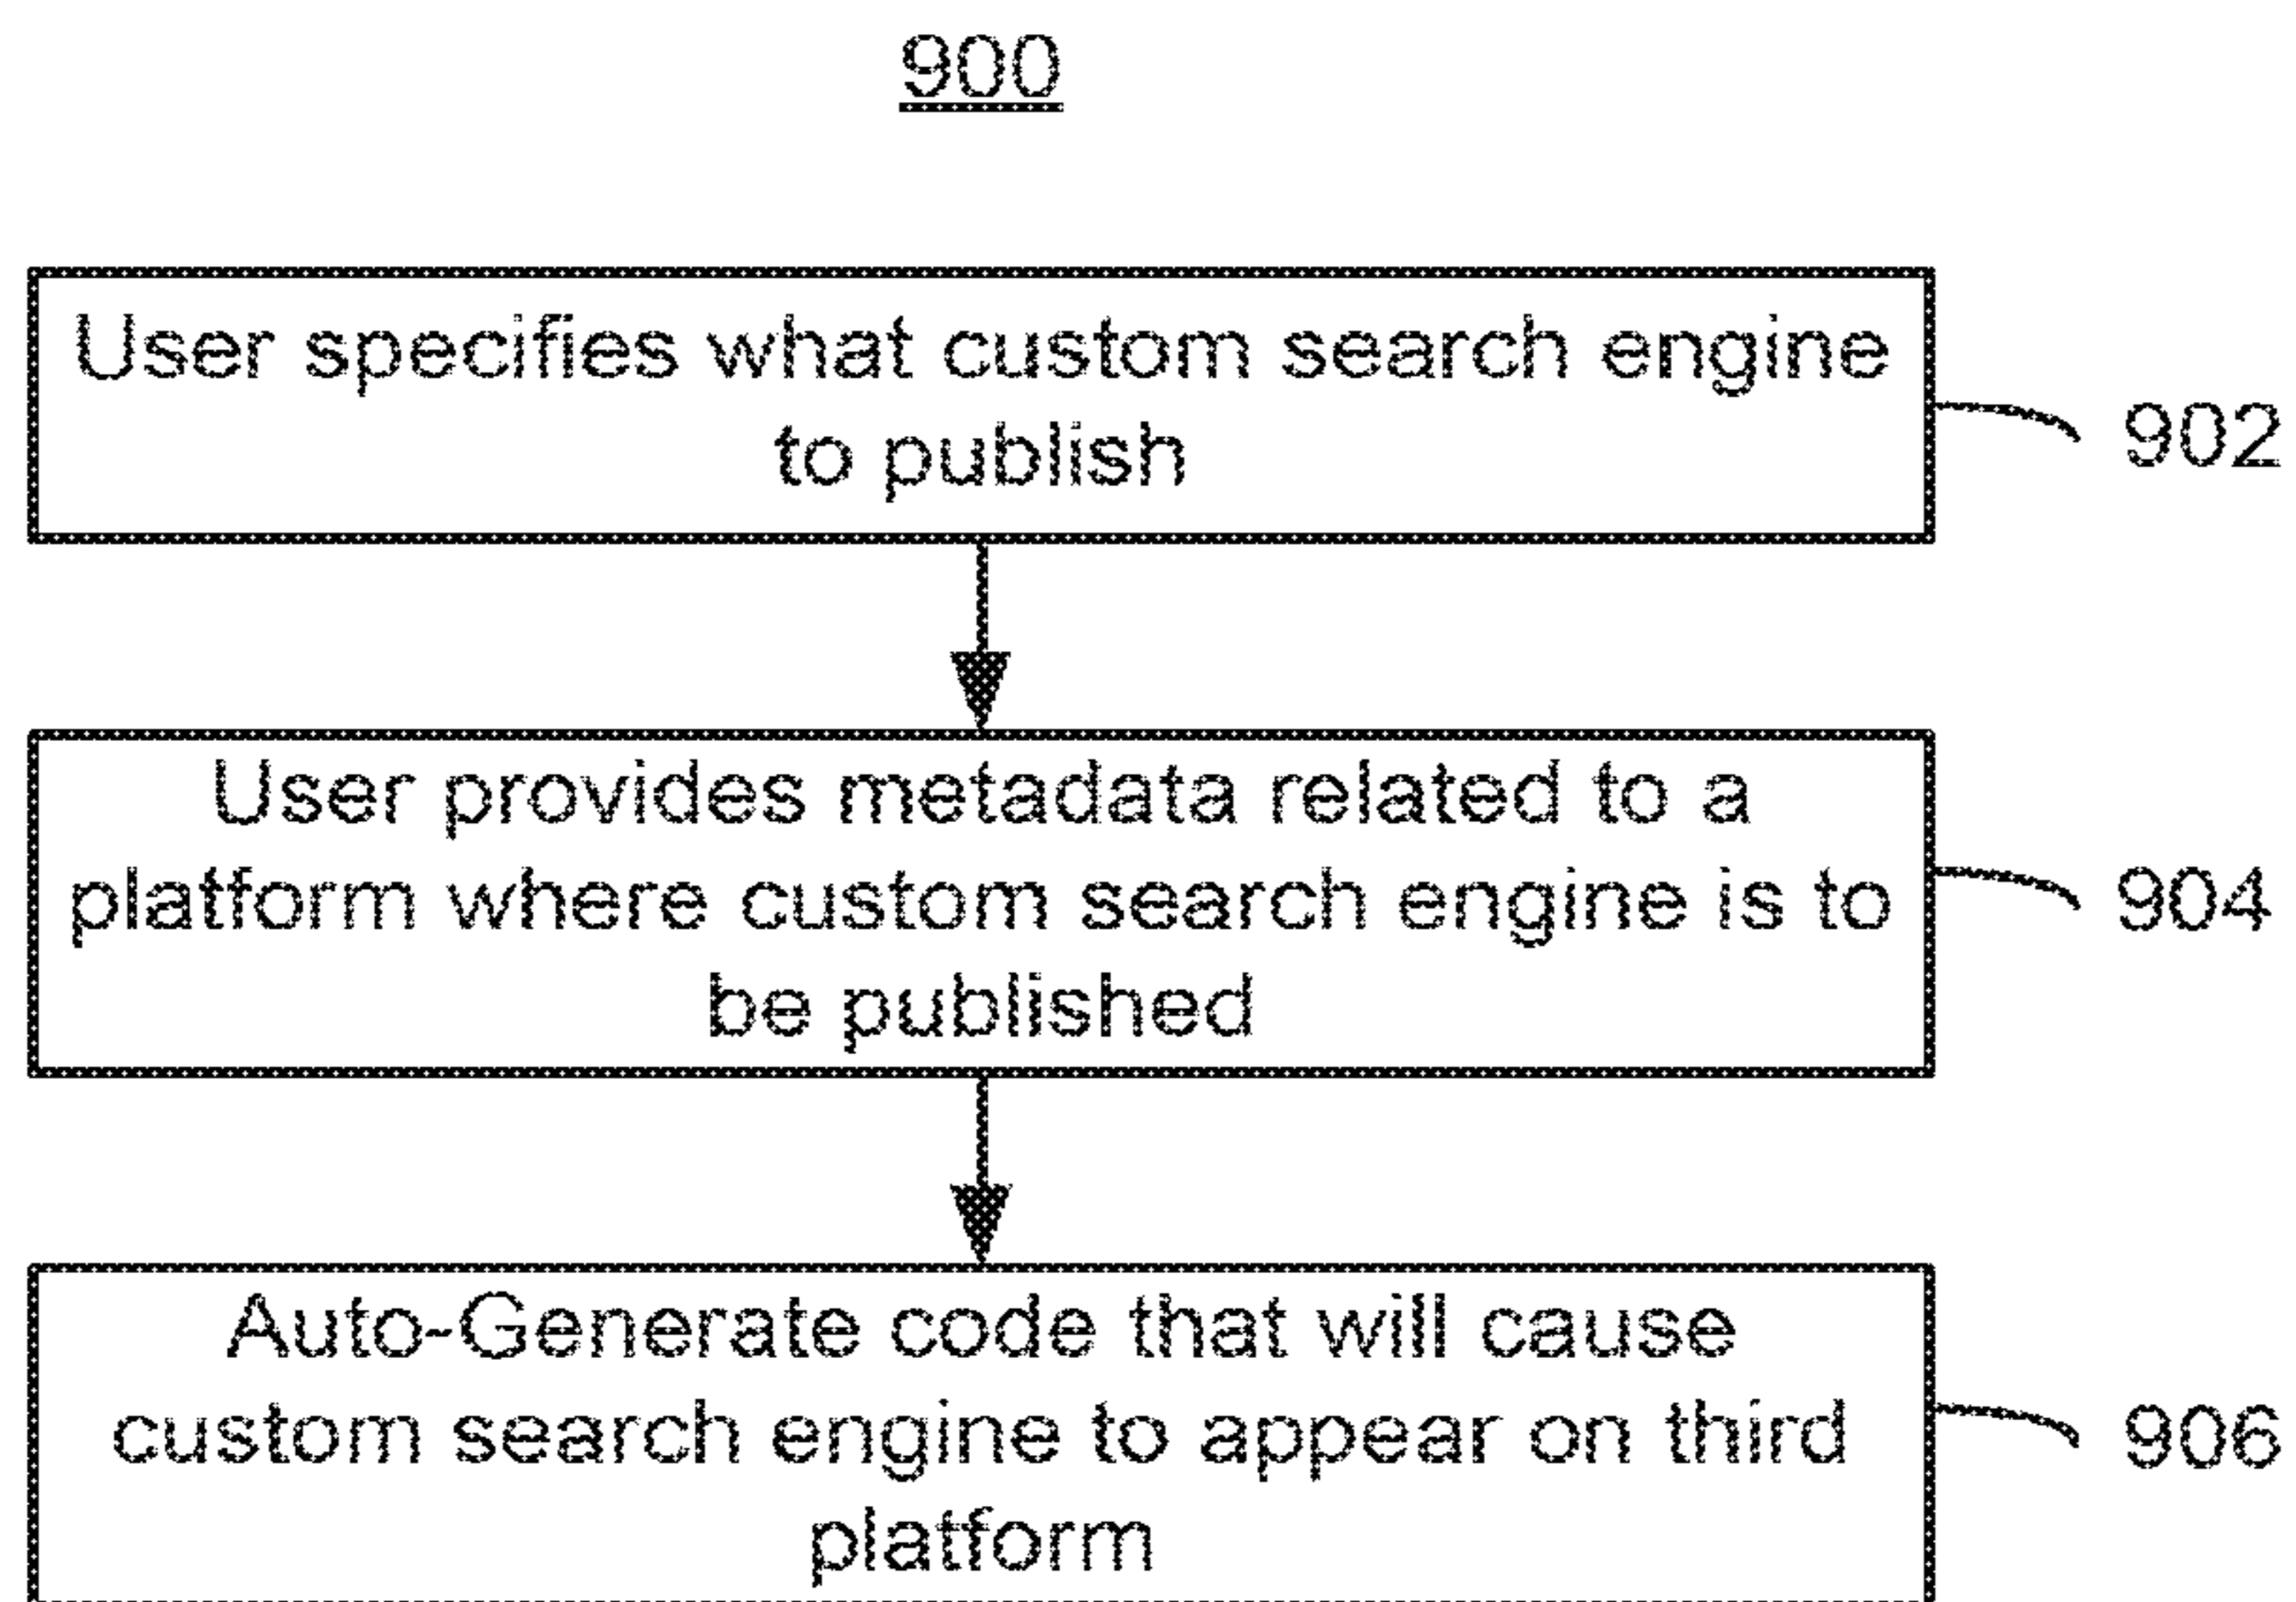 900
User specifies what custom search engine
to publish
902
User provides metadata related to a
platform where custom search engine is to
be published
904
Auto-Generate code that will cause
custom search engine to appear on third
platform
906